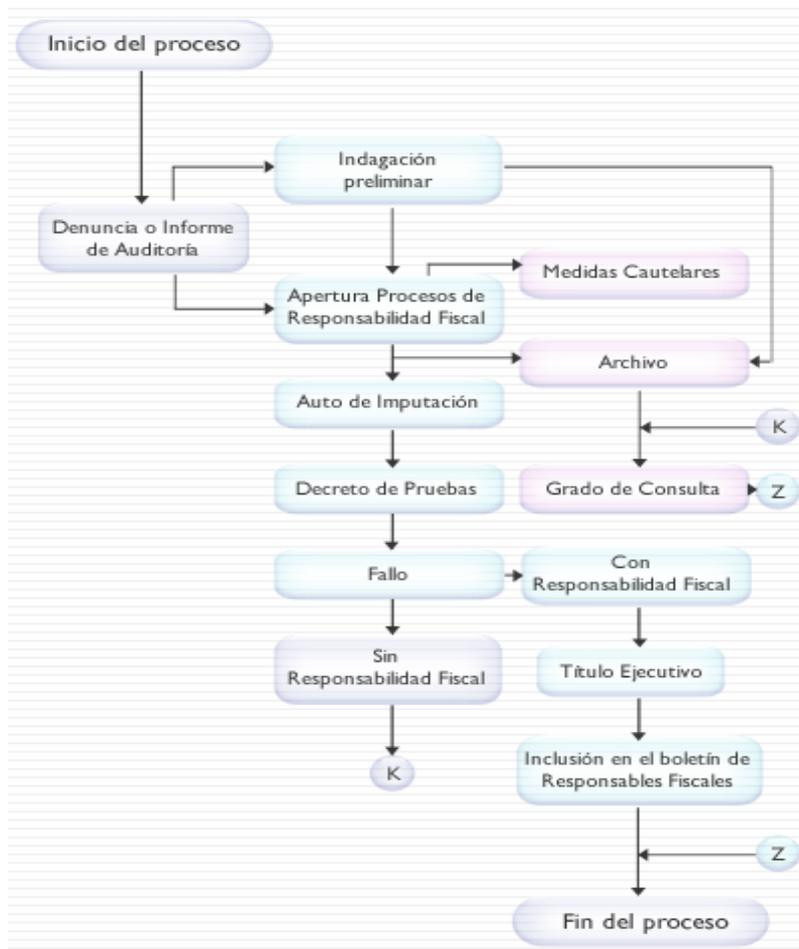 Inicio del proceso
Indagación
preliminar
Denuncia o Informe
de Auditoría
Medidas Cautelares
Apertura Procesos de
Responsabilidad Fiscal
Archivo
Auto de Imputación
K
Decreto de Pruebas
Grado de Consulta
Z
Fallo
Con
Responsabilidad Fiscal
Sin
Responsabilidad Fiscal
Título Ejecutivo
K
Inclusión en el boletín de
Responsables Fiscales
Z
Fin del proceso